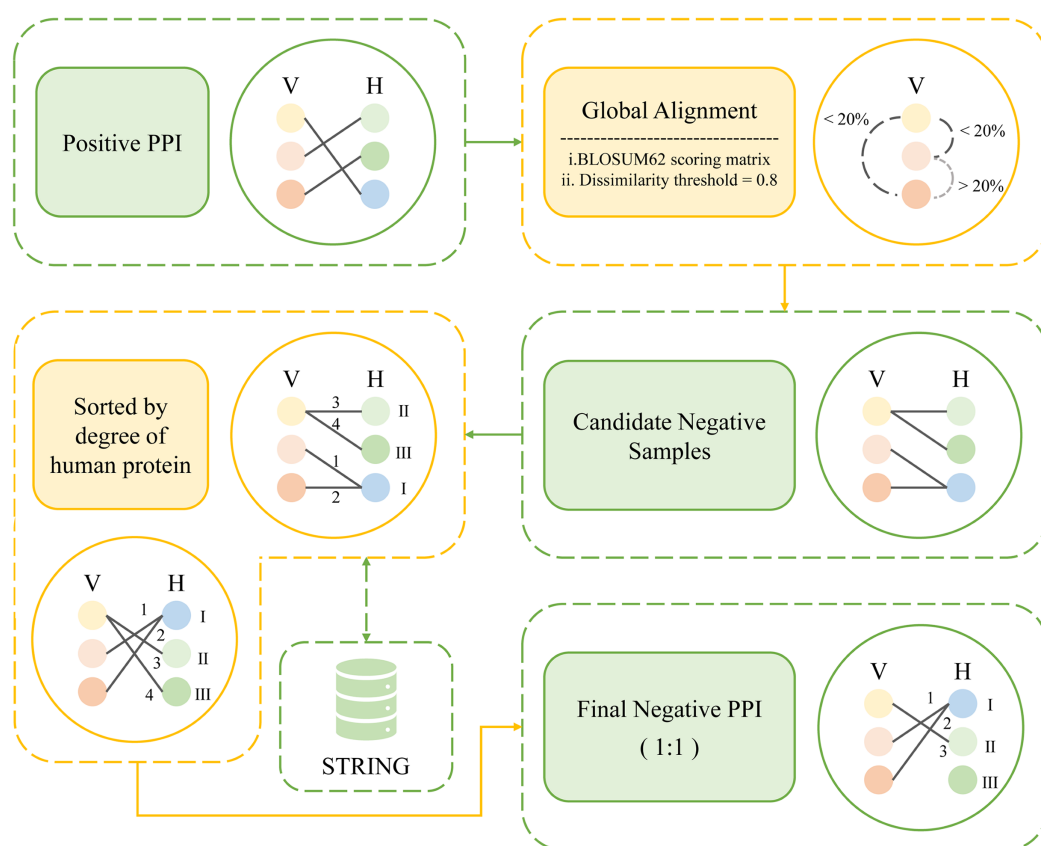 Positive PPI
V H
Global Alignment
i.BLOSUM62 scoring matrix
ii. Dissimilarity threshold = 0.8
V
< 20%
< 20%
> 20%
Sorted by
degree of
human protein
V H
3
II
4
III
1
I
2
Candidate Negative
Samples
V H
V H
1
I
2
3
II
4
III
STRING
Final Negative PPI
( 1:1 )
V H
1
I
2
3
II
III